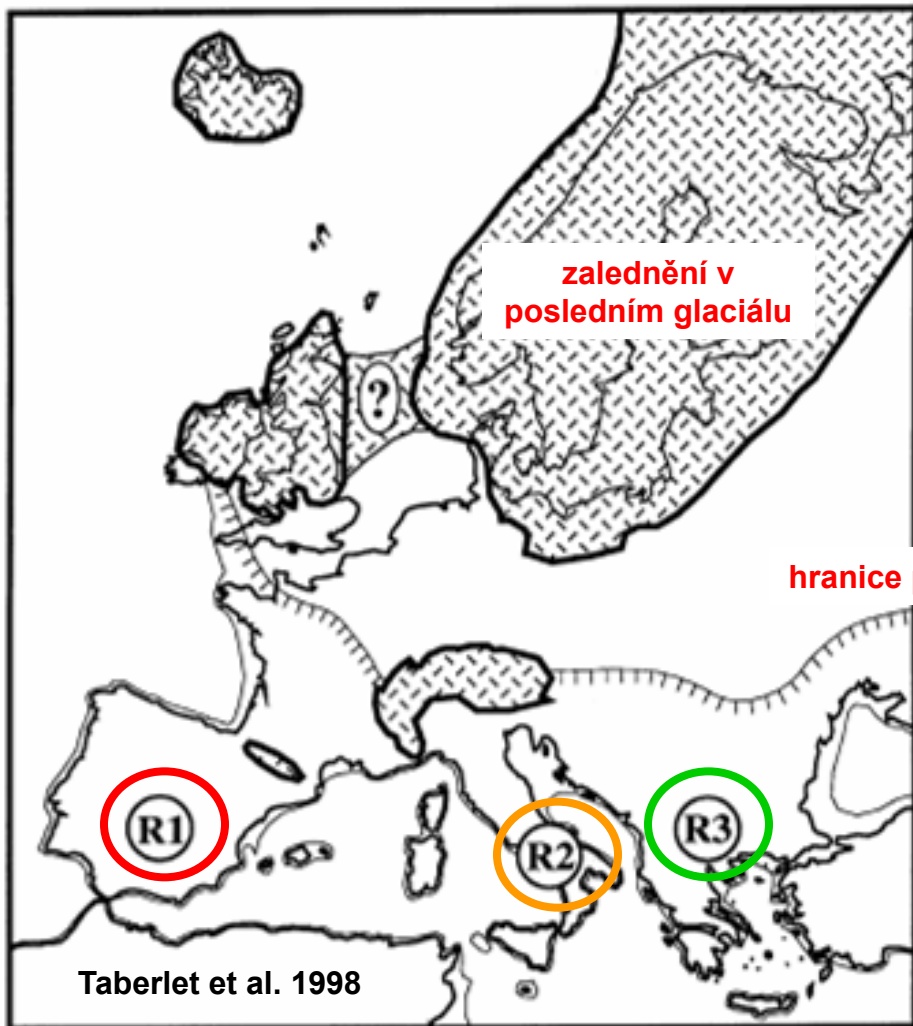 zalednění v
posledním glaciálu
?
hranice
R1
R2
R3
Taberlet et al. 1998